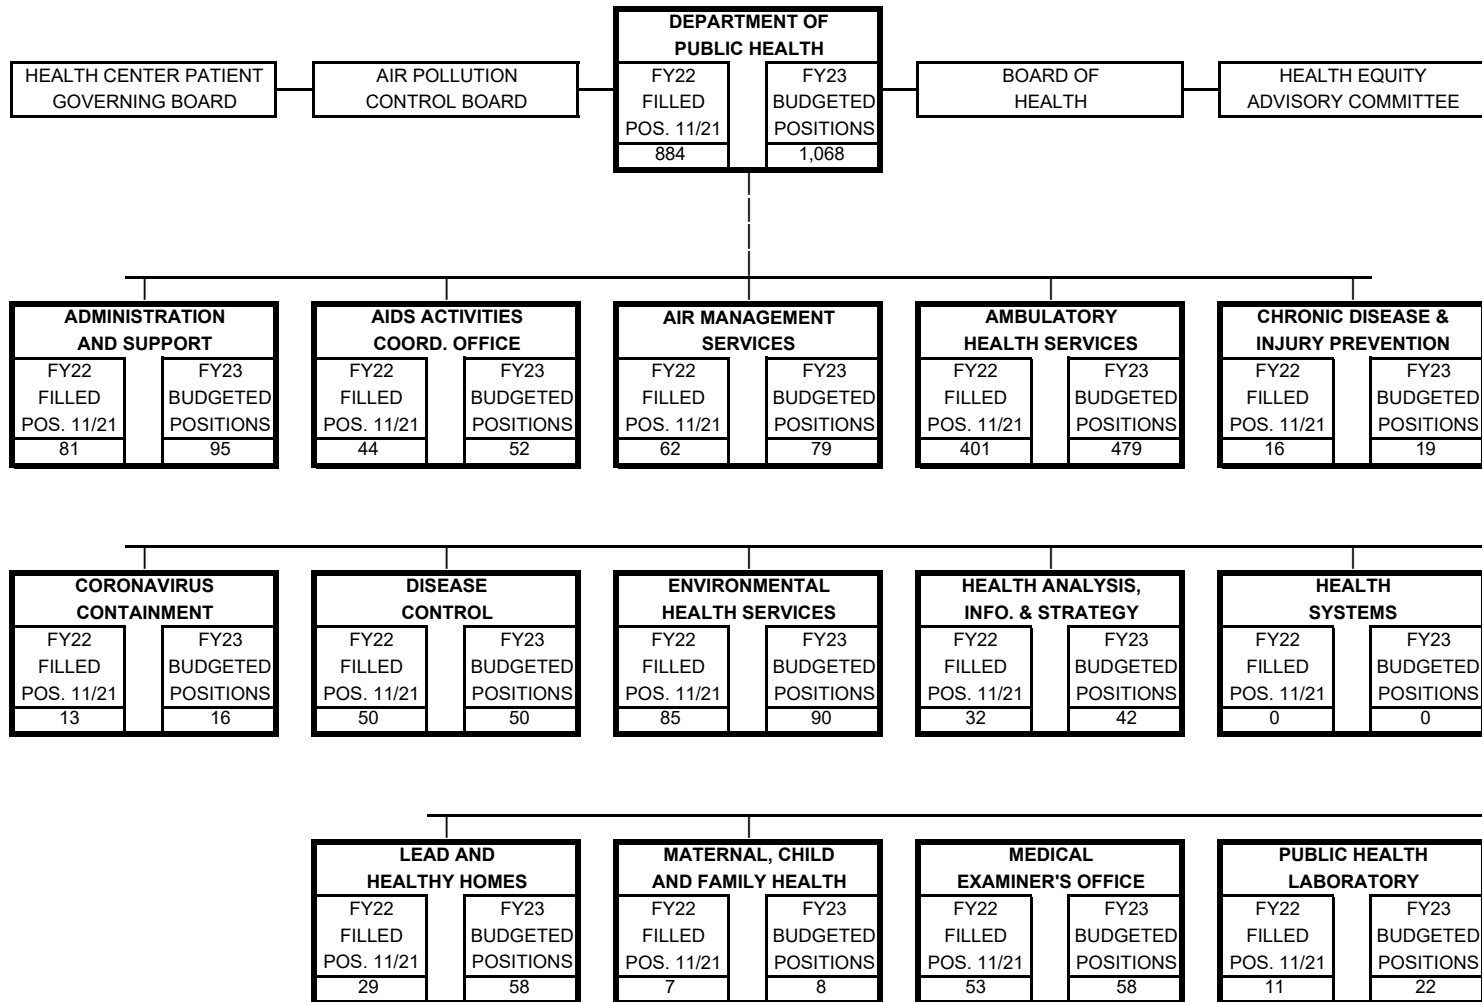 DEPARTMENT OF
PUBLIC HEALTH
FY22 FY23
FILLED BUDGETED
POS. 11/21 POSITIONS
884 1,068
HEALTH CENTER PATIENT
GOVERNING BOARD
AIR POLLUTION
CONTROL BOARD
BOARD OF
HEALTH
HEALTH EQUITY
ADVISORY COMMITTEE
ADMINISTRATION
AND SUPPORT
FY22 FY23
FILLED BUDGETED
POS. 11/21 POSITIONS
81 95
AIDS ACTIVITIES
COORD. OFFICE
FY22 FY23
FILLED BUDGETED
POS. 11/21 POSITIONS
44 52
AIR MANAGEMENT
SERVICES
FY22 FY23
FILLED BUDGETED
POS. 11/21 POSITIONS
62 79
AMBULATORY
HEALTH SERVICES
FY22 FY23
FILLED BUDGETED
POS. 11/21 POSITIONS
401 479
CHRONIC DISEASE &
INJURY PREVENTION
FY22 FY23
FILLED BUDGETED
POS. 11/21 POSITIONS
16 19
CORONAVIRUS
CONTAINMENT
FY22 FY23
FILLED BUDGETED
POS. 11/21 POSITIONS
13 16
DISEASE
CONTROL
FY22 FY23
FILLED BUDGETED
POS. 11/21 POSITIONS
50 50
ENVIRONMENTAL
HEALTH SERVICES
FY22 FY23
FILLED BUDGETED
POS. 11/21 POSITIONS
85 90
HEALTH ANALYSIS,
INFO. & STRATEGY
FY22 FY23
FILLED BUDGETED
POS. 11/21 POSITIONS
32 42
HEALTH
SYSTEMS
FY22 FY23
FILLED BUDGETED
POS. 11/21 POSITIONS
0 0
LEAD AND
HEALTHY HOMES
FY22 FY23
FILLED BUDGETED
POS. 11/21 POSITIONS
29 58
MATERNAL, CHILD
AND FAMILY HEALTH
FY22 FY23
FILLED BUDGETED
POS. 11/21 POSITIONS
7 8
MEDICAL
EXAMINER'S OFFICE
FY22 FY23
FILLED BUDGETED
POS. 11/21 POSITIONS
53 58
PUBLIC HEALTH
LABORATORY
FY22 FY23
FILLED BUDGETED
POS. 11/21 POSITIONS
11 22